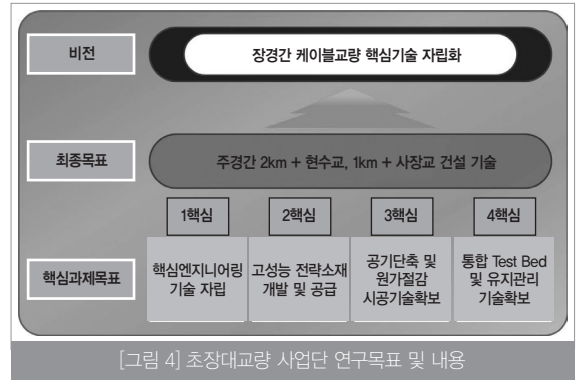 비전
장경간 케이블교량 핵심기술 자립화
최종목표
주경간 2km + 현수교, 1km + 사장교 건설 기술
1핵심
2핵심
3핵심
4핵심
핵심과제목표
핵심엔지니어링
기술 자립
고성능 전략소재
개발 및 공급
공기단축 및
원가절감
시공기술확보
통합 Test Bed
및 유지관리
기술확보
[그림 4] 초장대교량 사업단 연구목표 및 내용